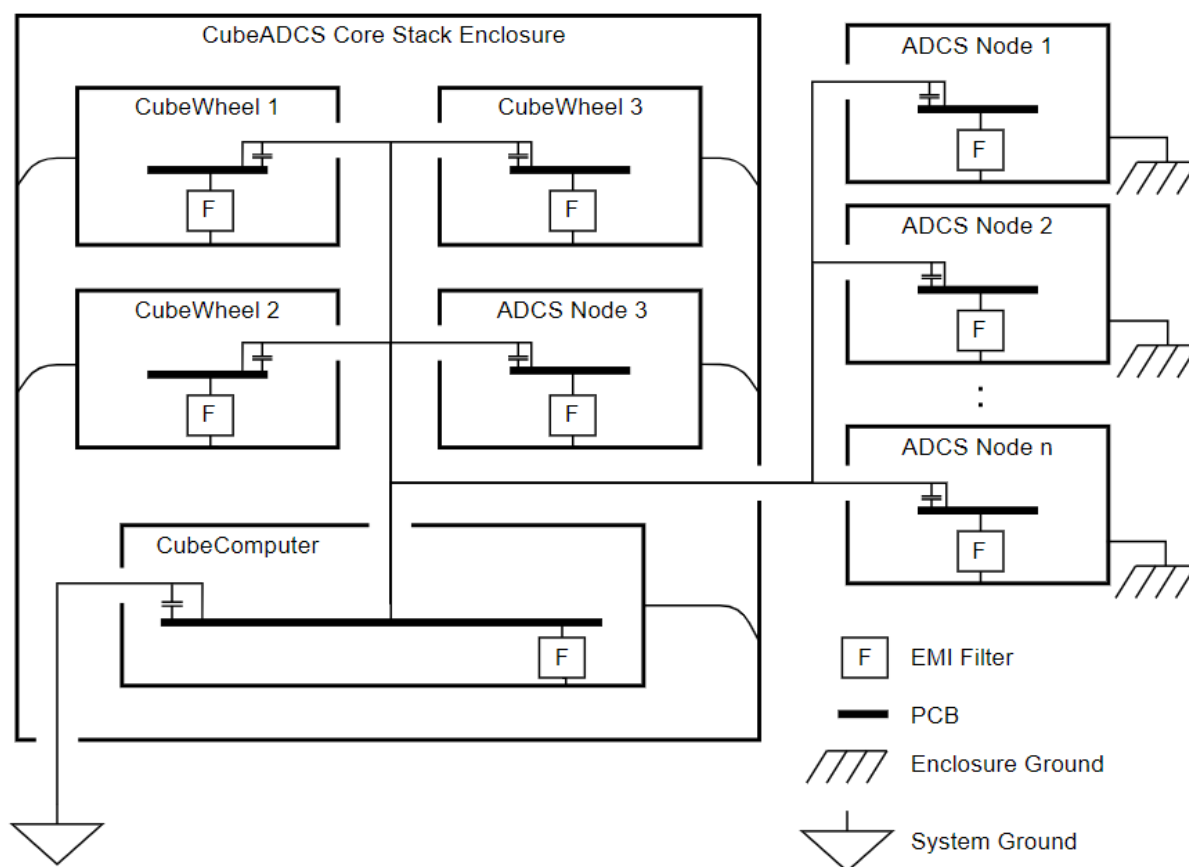 CubeADCS Core Stack Enclosure
CubeWheel 1
F
CubeWheel 3
F
CubeWheel 2
F
ADCS Node 3
F
CubeComputer
F
ADCS Node 1
F
ADCS Node 2
F
:
ADCS Node n
F
F EMI Filter
PCB
Enclosure Ground
System Ground